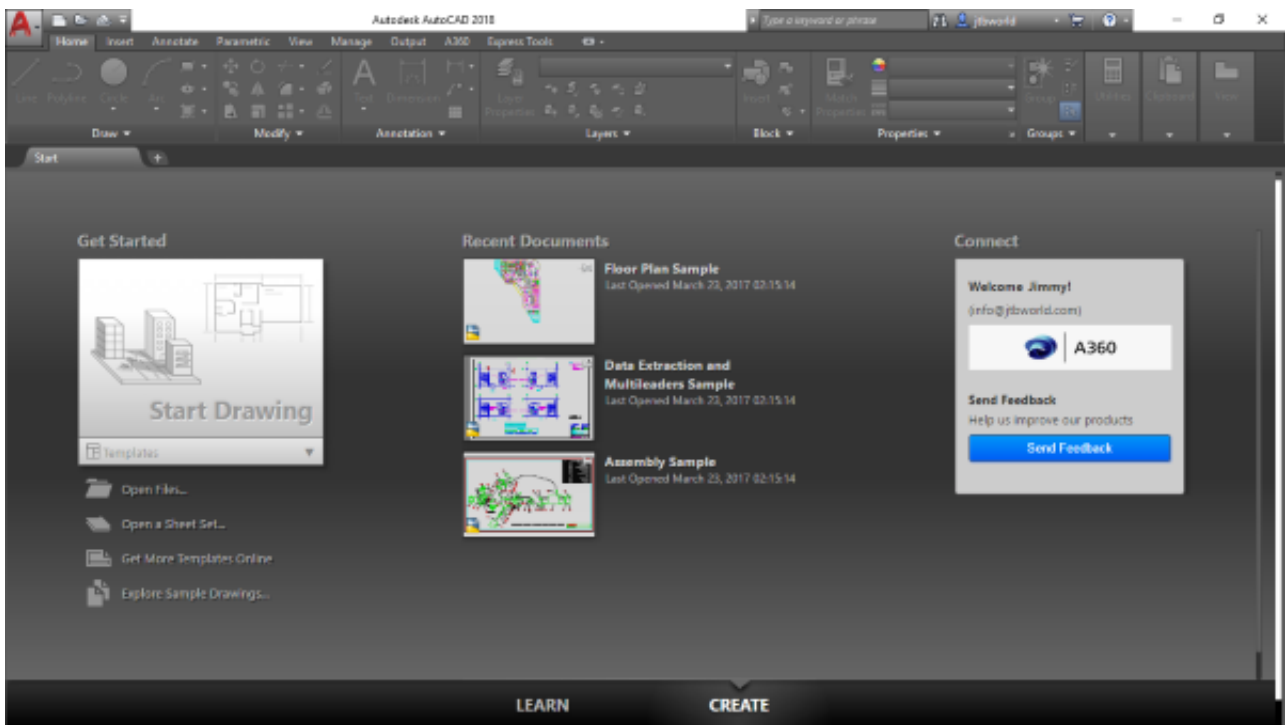 Autodesk AutoCAD 2018
Type a keyword or phrase
jtbworld
Home Insert Annotate Parametric View Manage Output A360 Express Tools
Line Polyline Circle Arc Text Dimension Layer Properties Insert Match Properties Group Utilities Clipboard View
Draw Modify Annotation Layers Block Properties Groups
Start
Get Started
Start Drawing
Templates
Open Files...
Open a Sheet Set...
Get More Templates Online
Explore Sample Drawings...
Recent Documents
Floor Plan Sample
Last Opened March 23, 2017 02:15:14
Data Extraction and
Multileaders Sample
Last Opened March 23, 2017 02:15:14
Assembly Sample
Last Opened March 23, 2017 02:15:14
Connect
Welcome Jimmy!
(info@jtbworld.com)
A360
Send Feedback
Help us improve our products
Send Feedback
LEARN CREATE